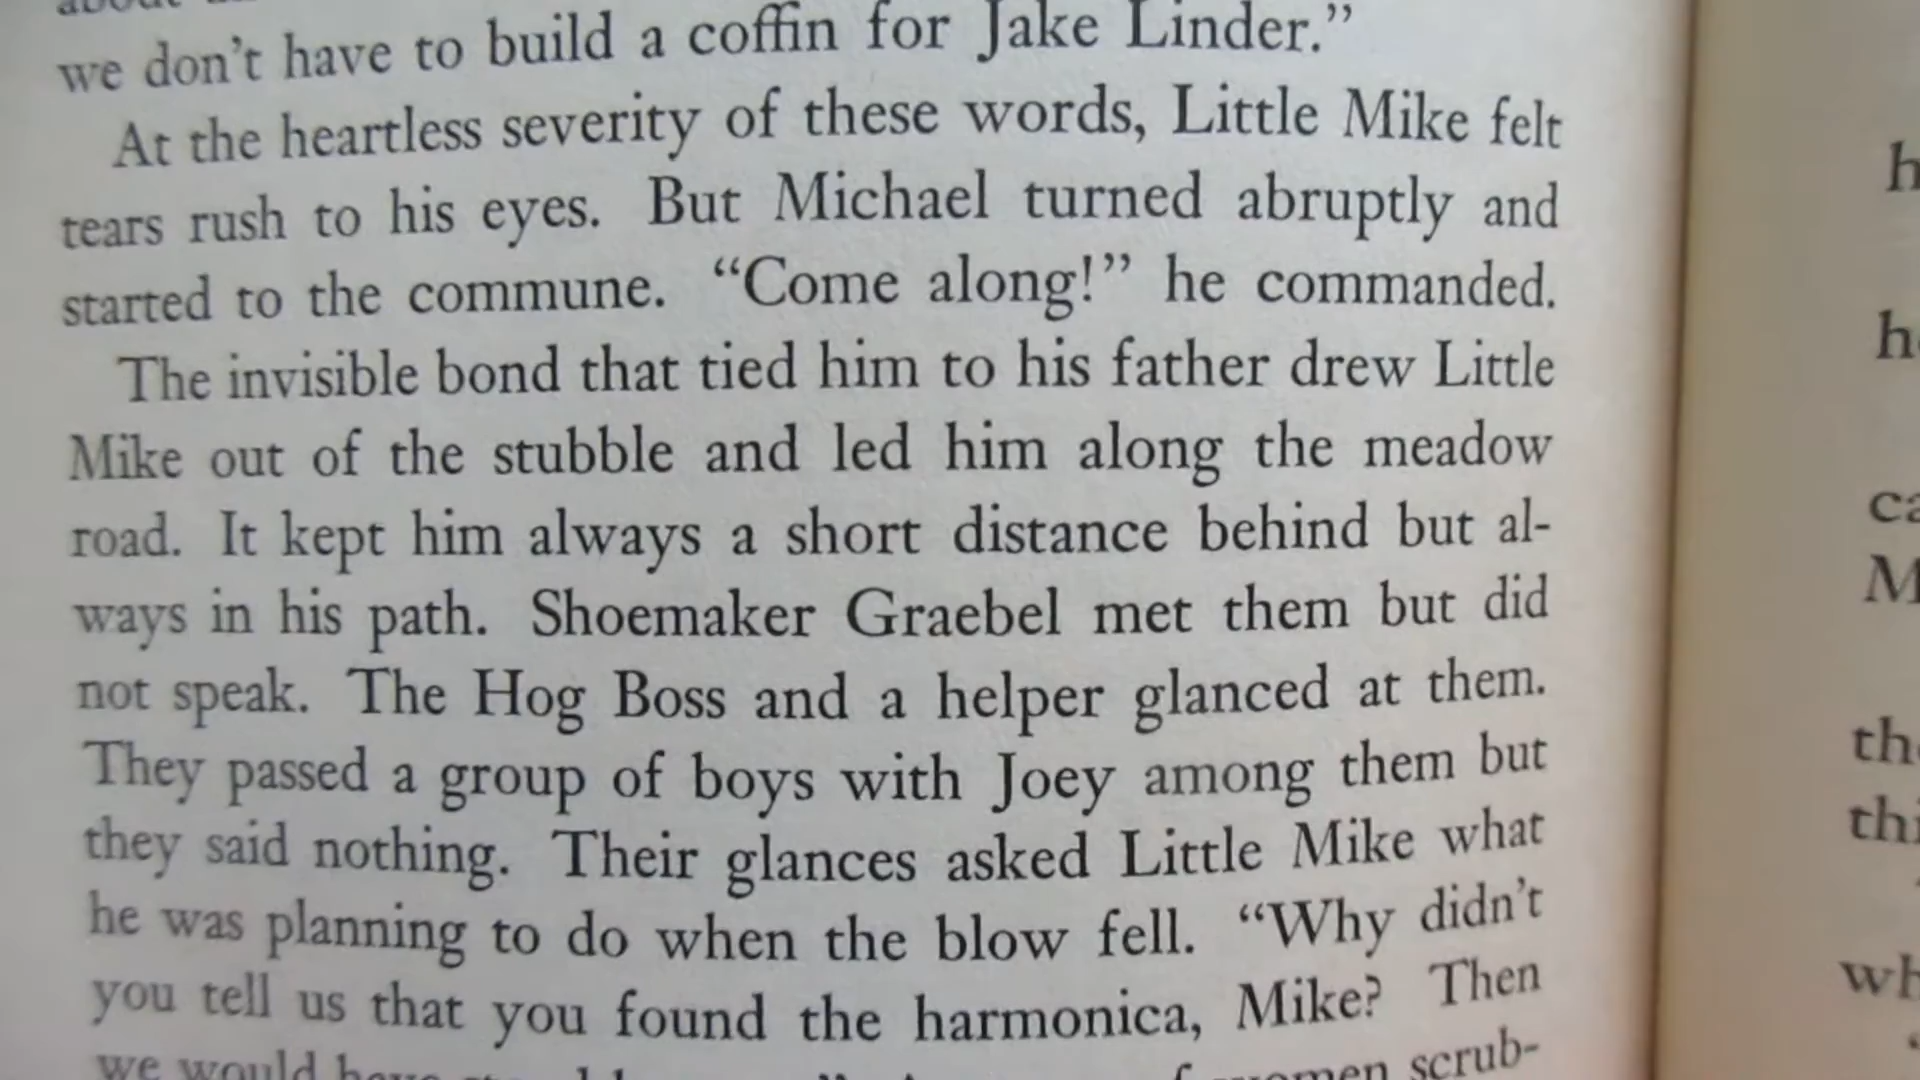 we don't have to build a coffin for Jake Linder.”
At the heartless severity of these words, Little Mike felt
tears rush to his eyes. But Michael turned abruptly and
started to the commune. “Come along!” he commanded.
The invisible bond that tied him to his father drew Little
Mike out of the stubble and led him along the meadow
road. It kept him always a short distance behind but al-
ways in his path. Shoemaker Graebel met them but did
not speak. The Hog Boss and a helper glanced at them.
They passed a group of boys with Joey among them but
they said nothing. Their glances asked Little Mike what
he was planning to do when the blow fell. “Why didn't
you tell us that you found the harmonica, Mike? Then
we would women scrub-